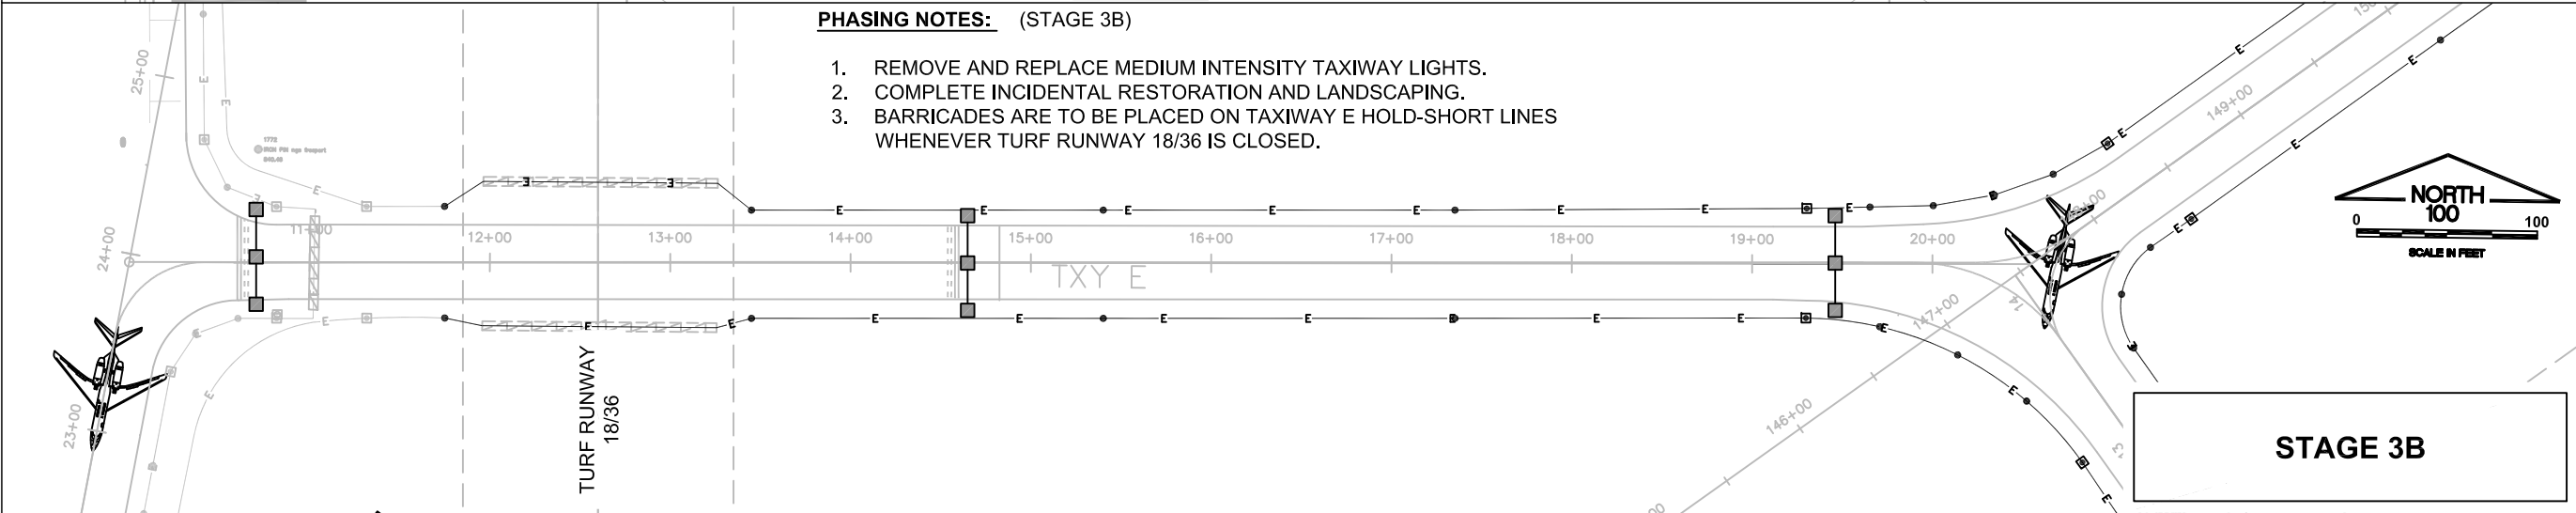 PHASING NOTES: (STAGE 3B)
1. REMOVE AND REPLACE MEDIUM INTENSITY TAXIWAY LIGHTS.
2. COMPLETE INCIDENTAL RESTORATION AND LANDSCAPING.
3. BARRICADES ARE TO BE PLACED ON TAXIWAY E HOLD-SHORT LINES
WHENEVER TURF RUNWAY 18/36 IS CLOSED.
25+00
24+00
23+00
11+00
12+00
13+00
14+00
15+00
16+00
17+00
18+00
19+00
20+00
TXY E
TURF RUNWAY
18/36
149+00
147+00
146+00
NORTH
100
0 100
SCALE IN FEET
STAGE 3B
E E E E E E E E E E E E E E E E E E E E E E E E E E E E